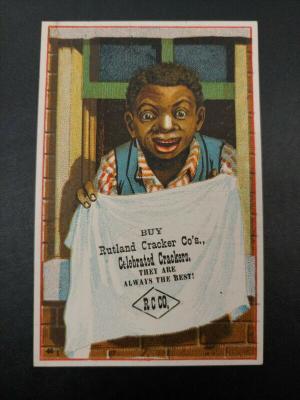 BUY
Rutland Cracker Co's.,
Celebrated Crackers.
THEY ARE
ALWAYS THE BEST!
R C CO.